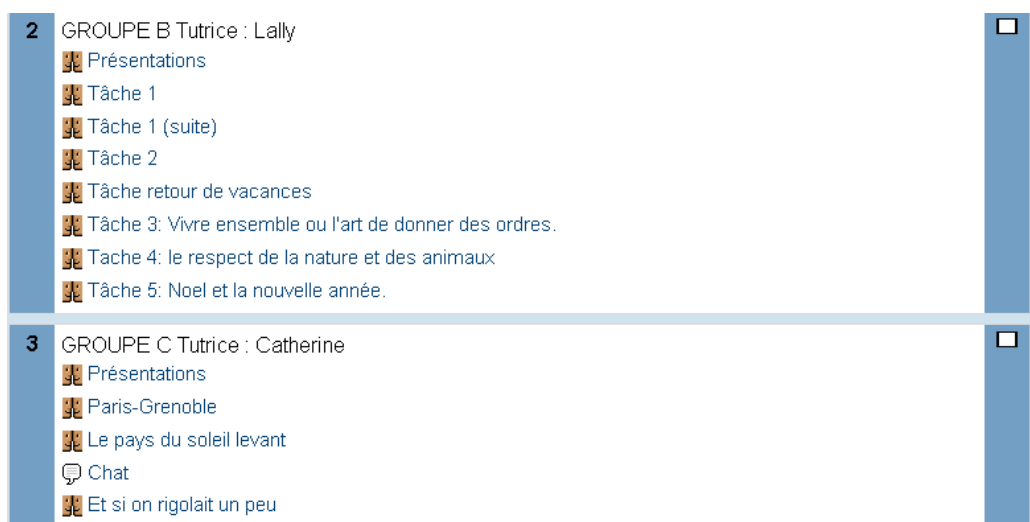 2 GROUPE B Tutrice : Lally
Présentations
Tâche 1
Tâche 1 (suite)
Tâche 2
Tâche retour de vacances
Tâche 3: Vivre ensemble ou l'art de donner des ordres.
Tache 4: le respect de la nature et des animaux
Tâche 5: Noel et la nouvelle année.
3 GROUPE C Tutrice : Catherine
Présentations
Paris-Grenoble
Le pays du soleil levant
Chat
Et si on rigolait un peu